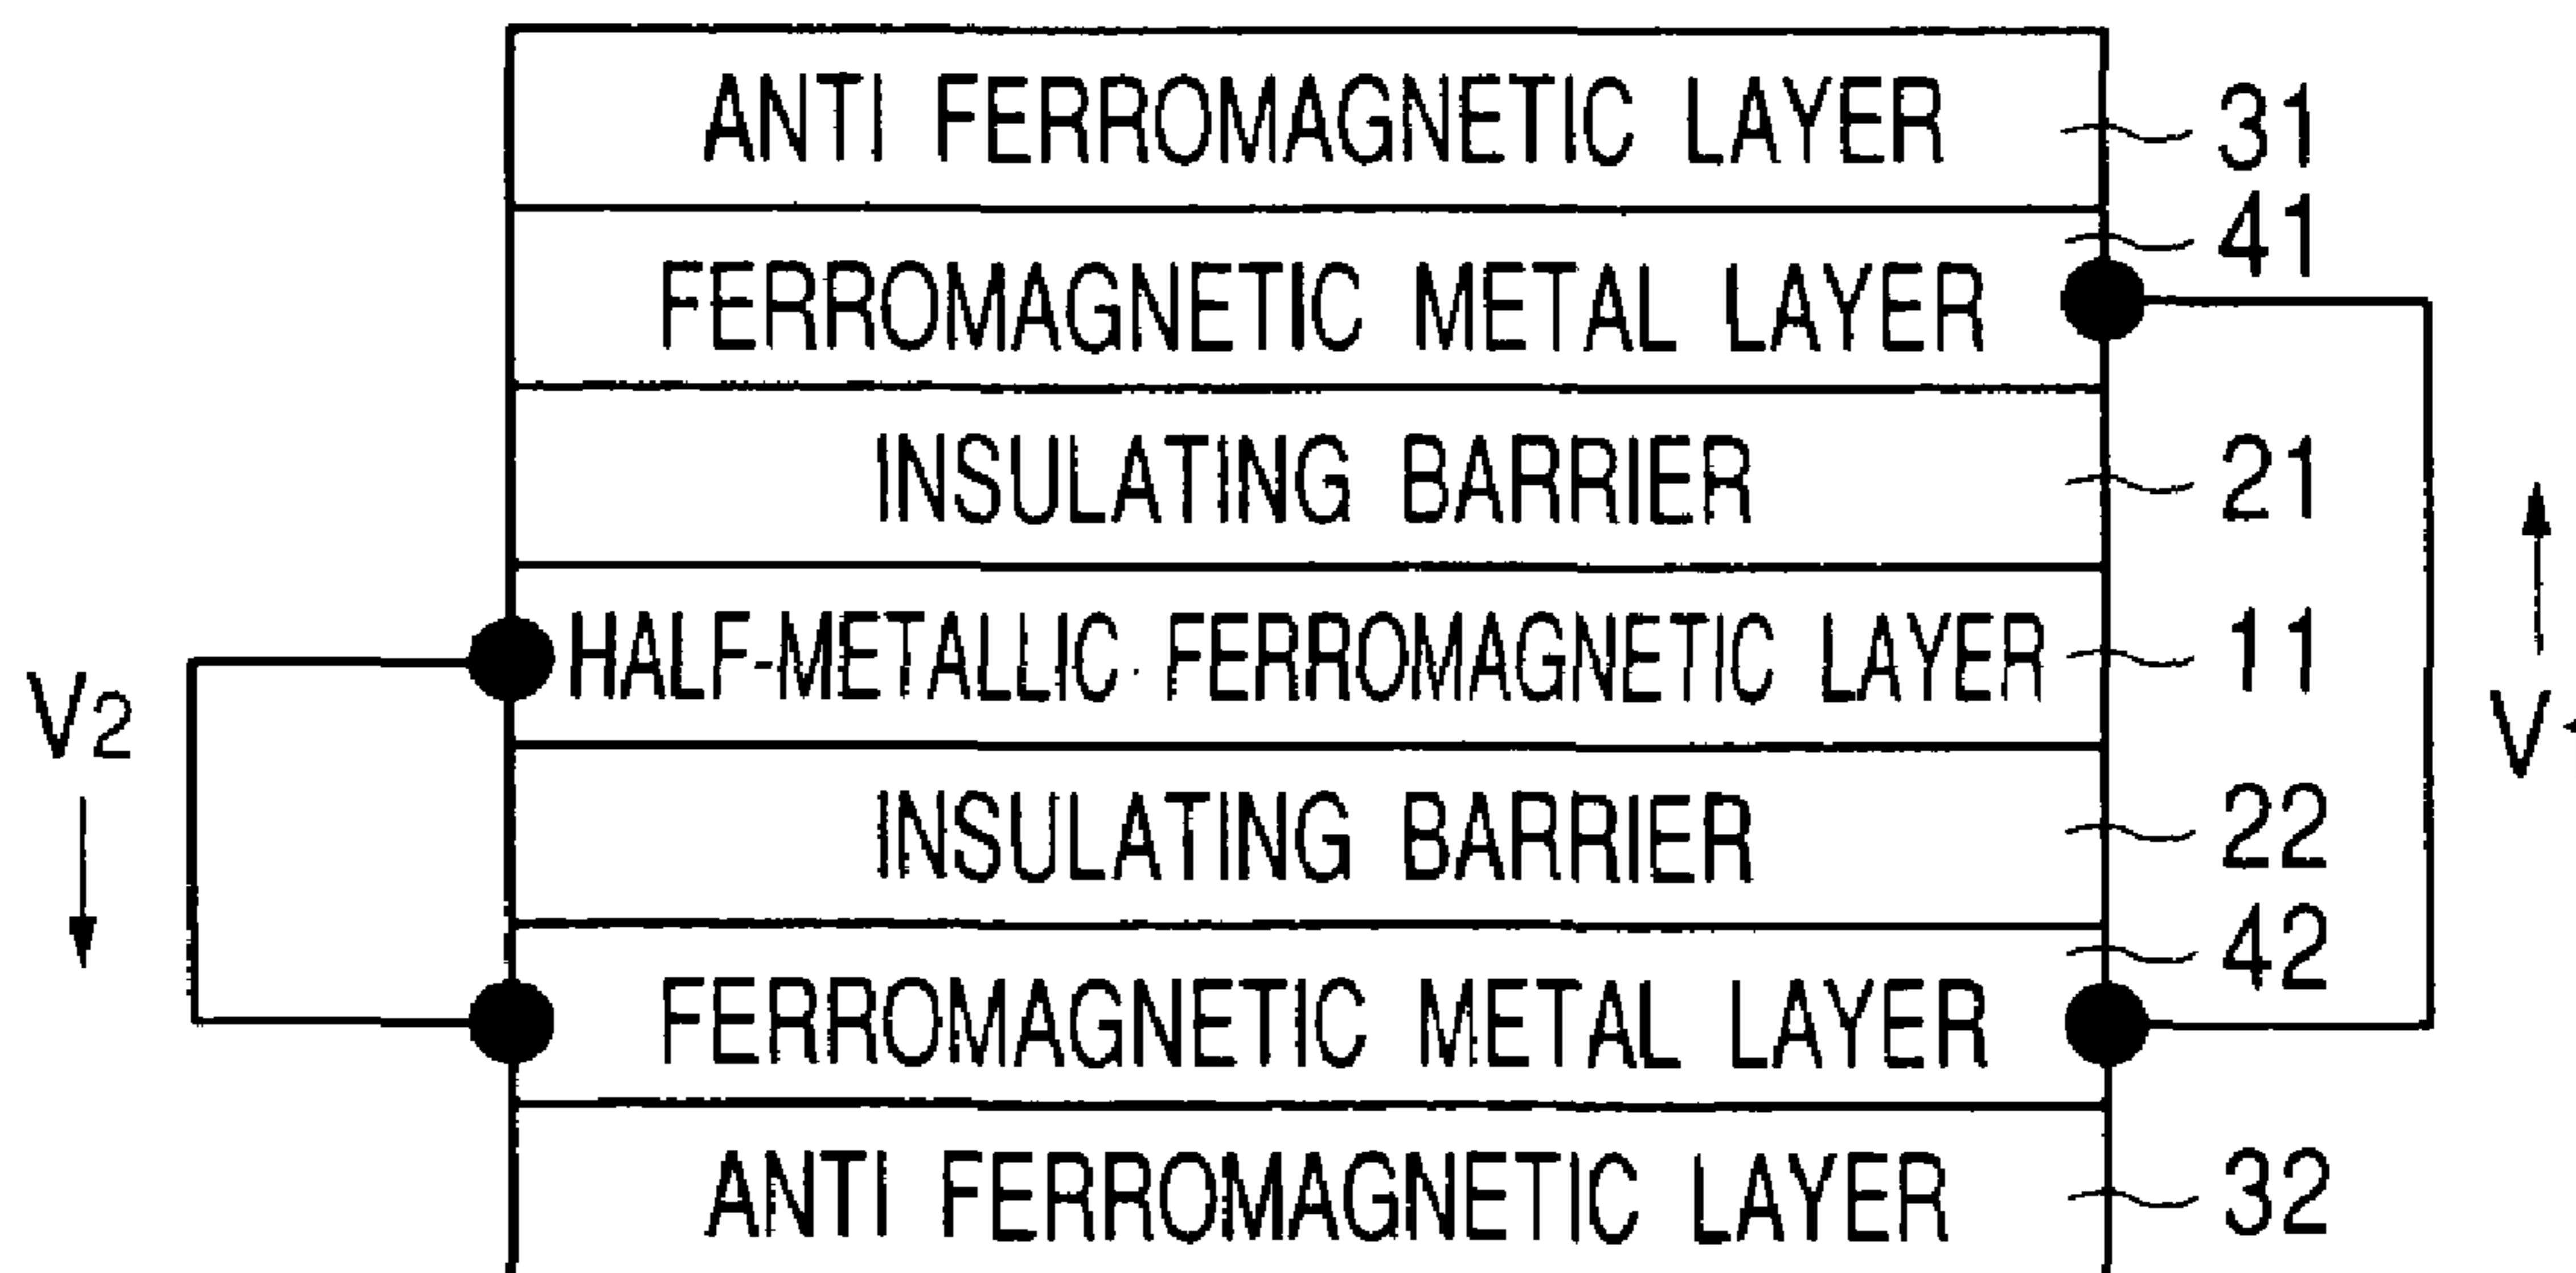 ANTI FERROMAGNETIC LAYER 31
41
FERROMAGNETIC METAL LAYER
INSULATING BARRIER 21
HALF-METALLIC FERROMAGNETIC LAYER 11
V2
V
INSULATING BARRIER 22
42
FERROMAGNETIC METAL LAYER
ANTI FERROMAGNETIC LAYER 32